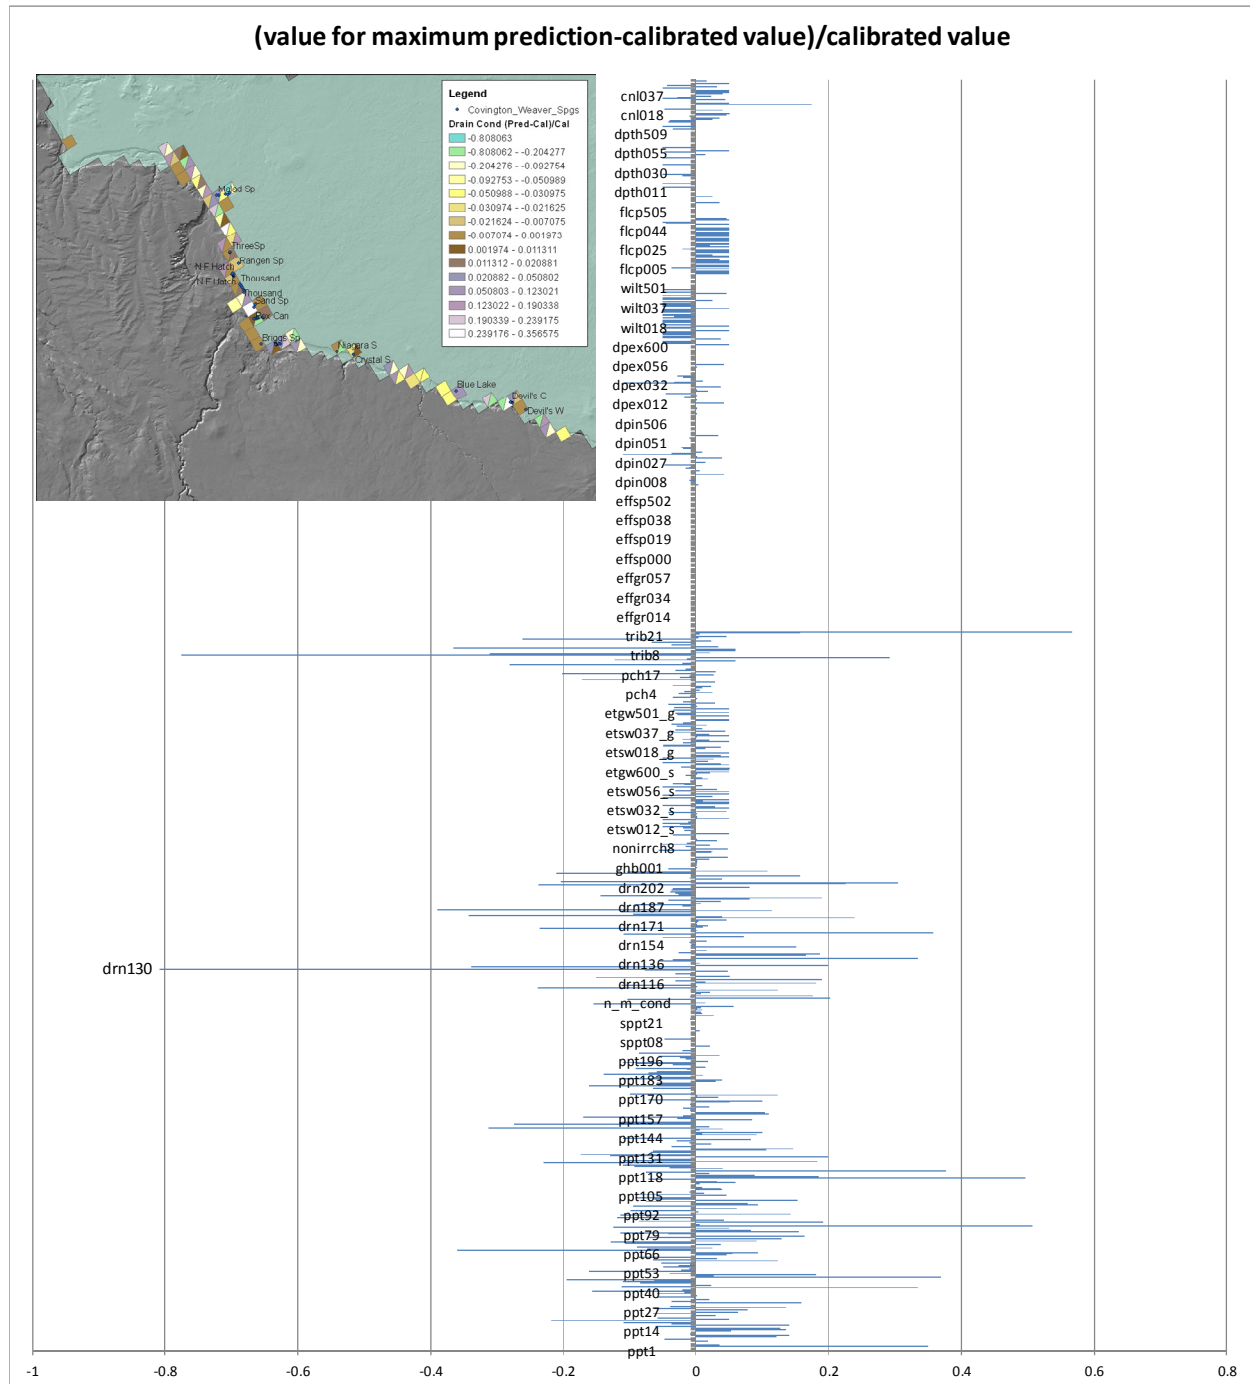 (value for maximum prediction-calibrated value)/calibrated value
Legend
Covington_Weaver_Spgs
Drain Cond (Pred-Cal)/Cal
-0.808063
-0.808062 - -0.204277
-0.204276 - -0.092754
-0.092753 - -0.050989
-0.050988 - -0.030975
-0.030974 - -0.021625
-0.021624 - -0.007075
-0.007074 - 0.001973
0.001974 - 0.011311
0.011312 - 0.020881
0.020882 - 0.050802
0.050803 - 0.123021
0.123022 - 0.190338
0.190339 - 0.239175
0.239176 - 0.356575
Malad Sp
ThreeSp
Rangen Sp
N F Hatch
Thousand
N F Hatch
Thousand
Sand Sp
Box Can
Briggs Sp
Niagara S
Crystal S
Blue Lake
Devil's C
Devil's W
cnl037
cnl018
dpth509
dpth055
dpth030
dpth011
flcp505
flcp044
flcp025
flcp005
wilt501
wilt037
wilt018
dpex600
dpex056
dpex032
dpex012
dpin506
dpin051
dpin027
dpin008
effsp502
effsp038
effsp019
effsp000
effgr057
effgr034
effgr014
trib21
trib8
pch17
pch4
etgw501_g
etsw037_g
etsw018_g
etgw600_s
etsw056_s
etsw032_s
etsw012_s
nonirrch8
ghb001
drn202
drn187
drn171
drn154
drn136
drn130
drn116
n_m_cond
sppt21
sppt08
ppt196
ppt183
ppt170
ppt157
ppt144
ppt131
ppt118
ppt105
ppt92
ppt79
ppt66
ppt53
ppt40
ppt27
ppt14
ppt1
-1 -0.8 -0.6 -0.4 -0.2 0 0.2 0.4 0.6 0.8